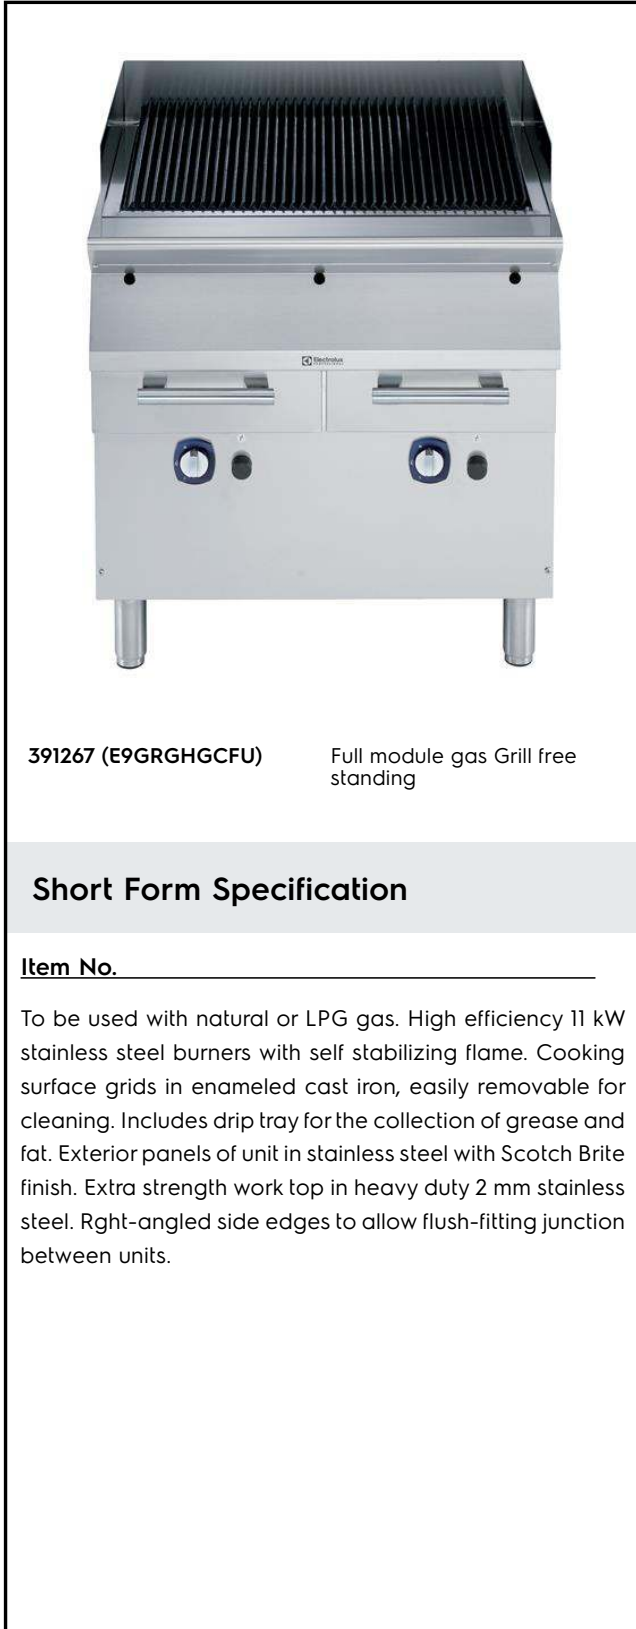 Electrolux
PROFESSIONAL
391267 (E9GRGHGCFU)
Full module gas Grill free
standing
Short Form Specification
Item No.
To be used with natural or LPG gas. High efficiency 11 kW
stainless steel burners with self stabilizing flame. Cooking
surface grids in enameled cast iron, easily removable for
cleaning. Includes drip tray for the collection of grease and
fat. Exterior panels of unit in stainless steel with Scotch Brite
finish. Extra strength work top in heavy duty 2 mm stainless
steel. Rght-angled side edges to allow flush-fitting junction
between units.